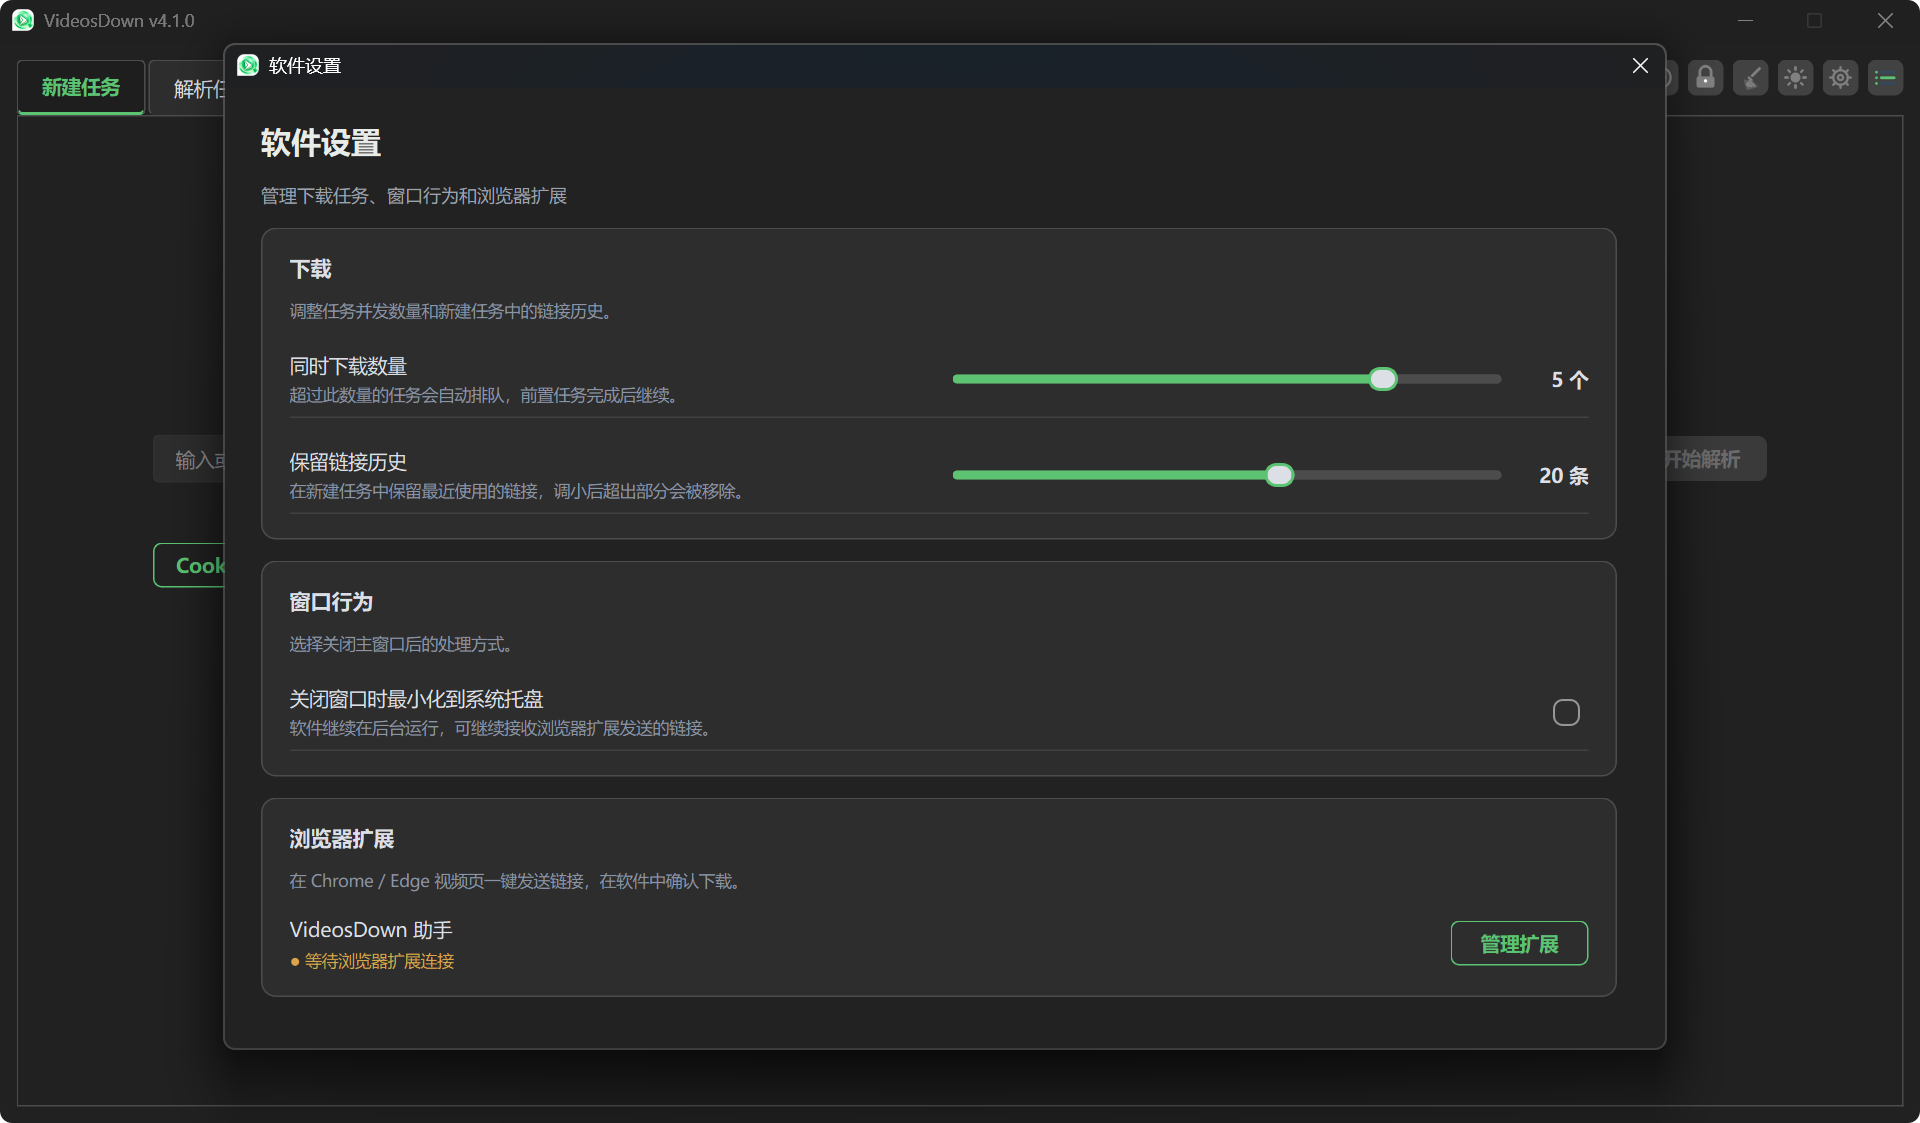 VideosDown v4.1.0
新建任务
解析任
软件设置
软件设置
管理下载任务、窗口行为和浏览器扩展
下载
调整任务并发数量和新建任务中的链接历史。
同时下载数量
超过此数量的任务会自动排队，前置任务完成后继续。
5 个
保留链接历史
在新建任务中保留最近使用的链接，调小后超出部分会被移除。
20 条
输入或
开始解析
Cook
窗口行为
选择关闭主窗口后的处理方式。
关闭窗口时最小化到系统托盘
软件继续在后台运行，可继续接收浏览器扩展发送的链接。
浏览器扩展
在 Chrome / Edge 视频页一键发送链接，在软件中确认下载。
VideosDown 助手
等待浏览器扩展连接
管理扩展